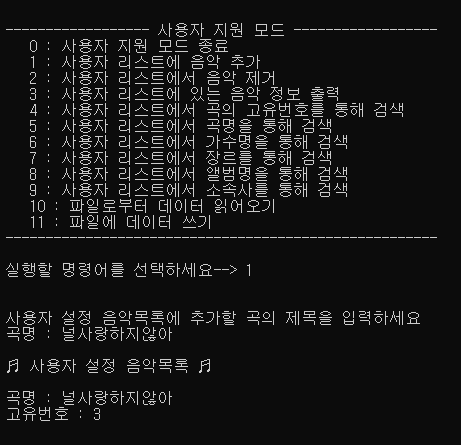 ------------------ 사용자 지원 모드 ------------------
0 : 사용자 지원 모드 종료
1 : 사용자 리스트에 음악 추가
2 : 사용자 리스트에서 음악 제거
3 : 사용자 리스트에 있는 음악 정보 출력
4 : 사용자 리스트에서 곡의 고유번호를 통해 검색
5 : 사용자 리스트에서 곡명을 통해 검색
6 : 사용자 리스트에서 가수명을 통해 검색
7 : 사용자 리스트에서 장르를 통해 검색
8 : 사용자 리스트에서 앨범명을 통해 검색
9 : 사용자 리스트에서 소속사를 통해 검색
10 : 파일로부터 데이터 읽어오기
11 : 파일에 데이터 쓰기
------------------------------------------------------
실행할 명령어를 선택하세요--> 1
사용자 설정 음악목록에 추가할 곡의 제목을 입력하세요
곡명 : 널사랑하지않아
♬ 사용자 설정 음악목록 ♬
곡명 : 널사랑하지않아
고유번호 : 3